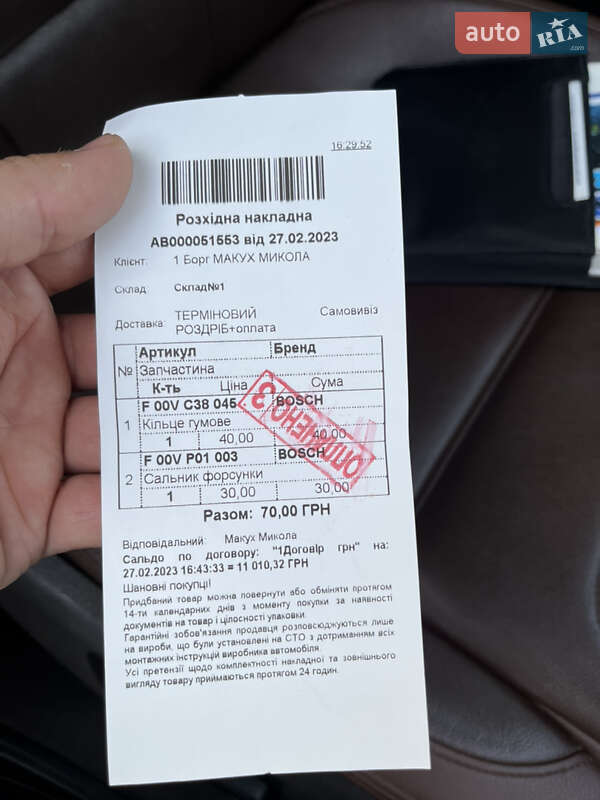 auto RIA.com
16:29:52
Розхідна накладна
АВ000051553 від 27.02.2023
Клієнт: 1 Борг МАКУХ МИКОЛА
Склад Склад№1
Доставка: ТЕРМІНОВИЙ РОЗДРІБ+оплата Самовивіз
№ Артикул Бренд
Запчастина
К-ть Ціна Сума
1 F 00V C38 045 BOSCH
Кільце гумове
1 40,00 40,00
2 F 00V P01 003 BOSCH
Сальник форсунки
1 30,00 30,00
ОПЛАЧЕНО 3
Разом: 70,00 ГРН
Відповідальний: Макух Микола
Сальдо по договору: "1Договір грн" на:
27.02.2023 16:43:33 = 11 010,32 ГРН
Шановні покупці!
Придбаний товар можна повернути або обміняти протягом
14-ти календарних днів з моменту покупки за наявності
документів на товар і цілосності упаковки.
Гарантійні зобов'язання продавця розповсюджуються лише
на вироби, що були установлені на СТО з дотриманням всіх
монтажних інструкцій виробника автомобіля.
Усі претензії щодо комплектності накладної та зовнішнього
вигляду товару приймаються протягом 24 годин.